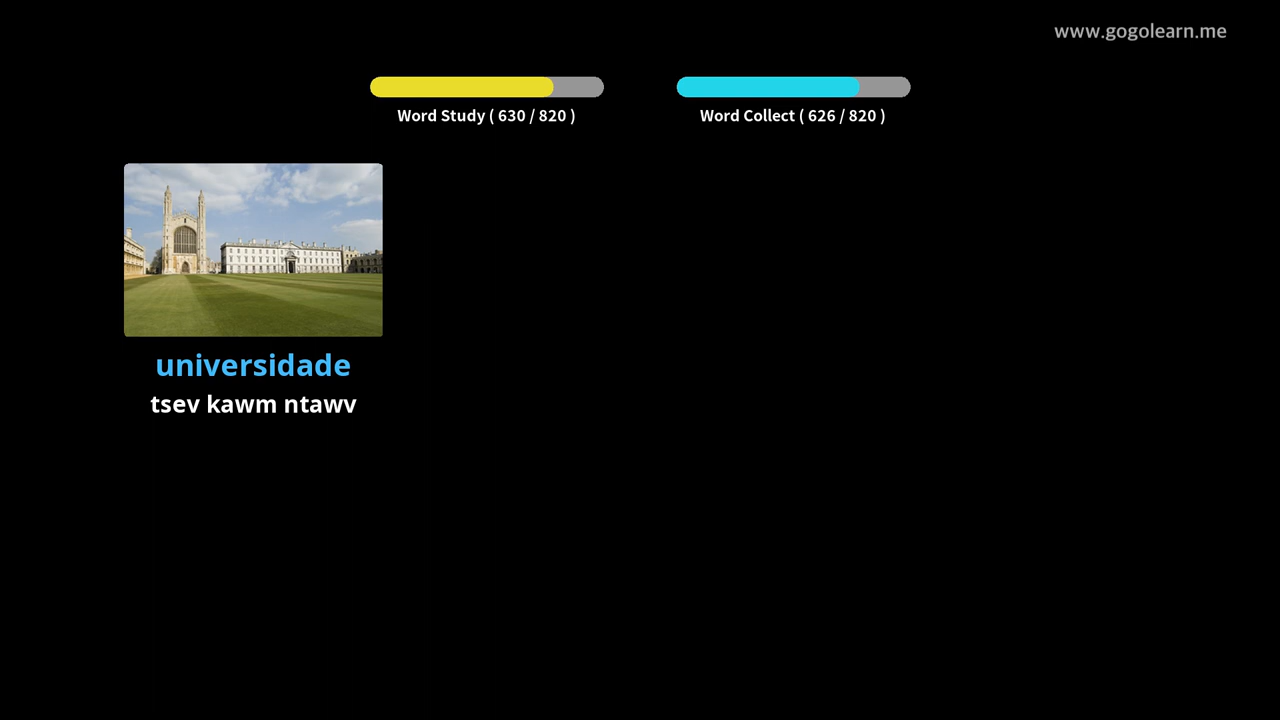 www.gogolearn.me
Word Study ( 630 / 820 )
Word Collect ( 626 / 820 )
universidade
tsev kawm ntawv